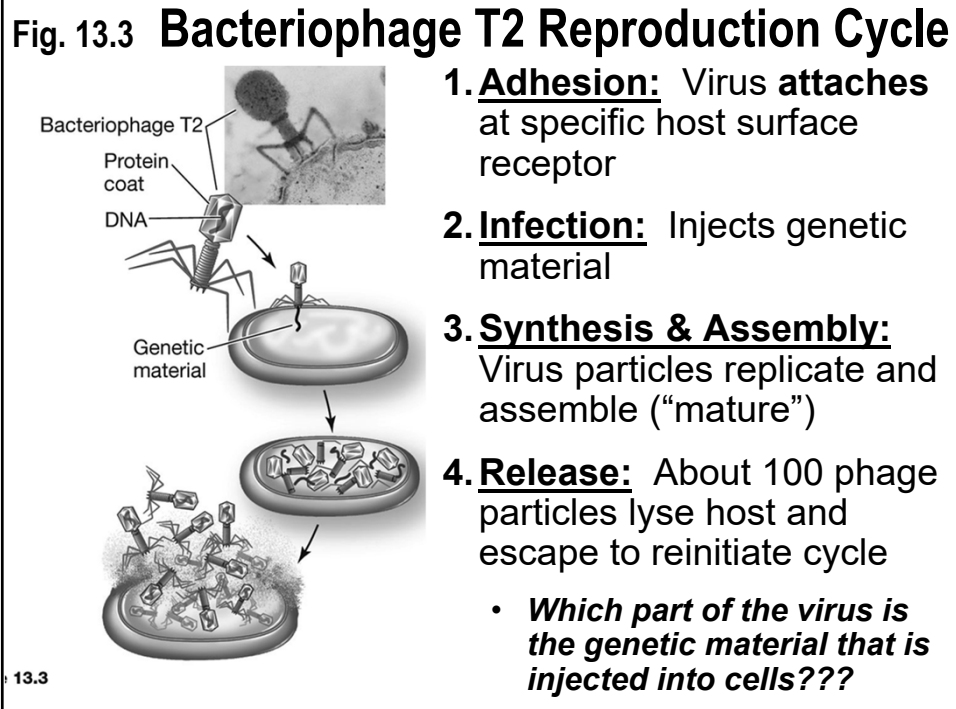 Fig. 13.3 Bacteriophage T2 Reproduction Cycle
Bacteriophage T2
Protein
coat
DNA
Genetic
material
1. Adhesion: Virus attaches
at specific host surface
receptor
2. Infection: Injects genetic
material
3. Synthesis & Assembly:
Virus particles replicate and
assemble (“mature”)
4. Release: About 100 phage
particles lyse host and
escape to reinitiate cycle
• Which part of the virus is
the genetic material that is
injected into cells???
13.3